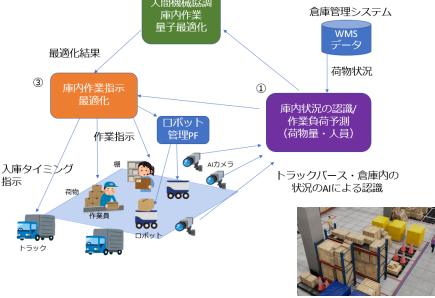 人間機械協調
庫内作業
量子最適化
倉庫管理システム
WMS
データ
荷物状況
最適化結果
③
庫内作業指示
最適化
①
庫内状況の認識/
作業負荷予測
(荷物量・人員)
ロボット
管理PF
作業指示
棚
AIカメラ
入庫タイミング
指示
荷物
作業員
ロボット
トラック
トラックバース・倉庫内の
状況のAIによる認識